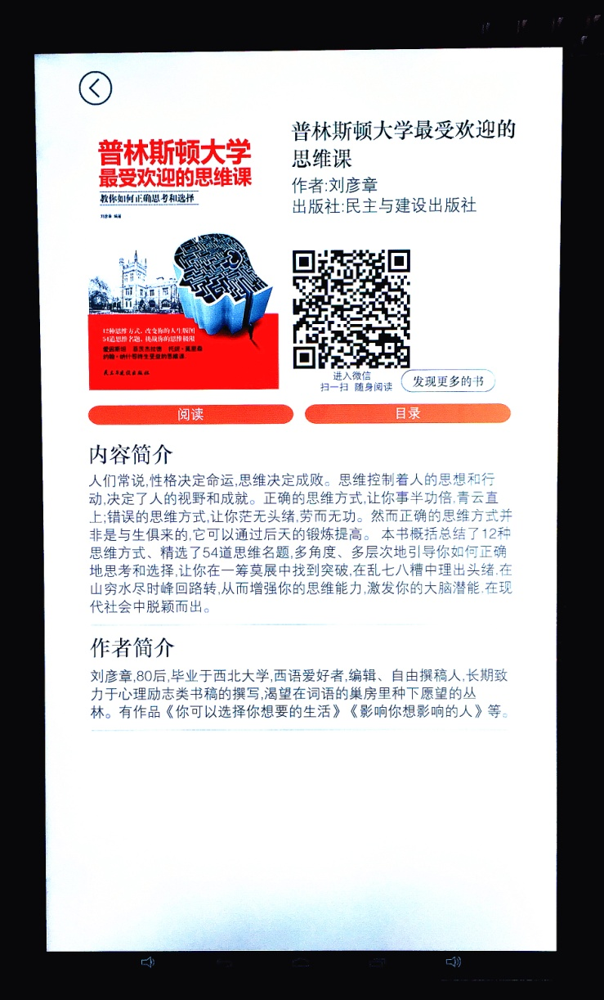 普林斯顿大学
最受欢迎的思维课
教你如何正确思考和选择
刘彦章 编著
12种思维方式，改变你的人生版图
54道思维名题，挑战你的思维极限
民主与建设出版社
普林斯顿大学最受欢迎的
思维课
作者:刘彦章
出版社:民主与建设出版社
进入微信
扫一扫 随身阅读
发现更多的书
阅读
目录
内容简介
人们常说,性格决定命运,思维决定成败。思维控制着人的思想和行
动,决定了人的视野和成就。正确的思维方式,让你事半功倍,青云直
上;错误的思维方式,让你茫无头绪,劳而无功。然而正确的思维方式并
非是与生俱来的,它可以通过后天的锻炼提高。 本书概括总结了12种
思维方式、精选了54道思维名题,多角度、多层次地引导你如何正确
地思考和选择,让你在一筹莫展中找到突破,在乱七八糟中理出头绪.在
山穷水尽时峰回路转,从而增强你的思维能力,激发你的大脑潜能.在现
代社会中脱颖而出。
作者简介
刘彦章,80后,毕业于西北大学,西语爱好者,编辑、自由撰稿人,长期致
力于心理励志类书稿的撰写,渴望在词语的巢房里种下愿望的丛
林。有作品《你可以选择你想要的生活》《影响你想影响的人》等。